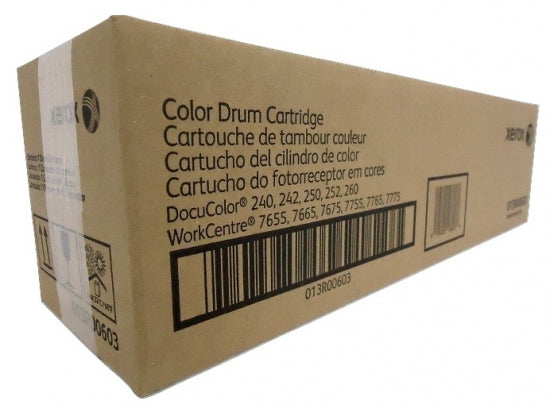 xerox
Color Drum Cartridge
Cartouche de tambour couleur
Cartucho del cilindro de color
Cartucho do fotorreceptor em cores
DocuColor® 240, 242, 250, 252, 260
WorkCentre® 7655, 7665, 7675, 7755, 7765, 7775
013R00603
xerox
013R00603